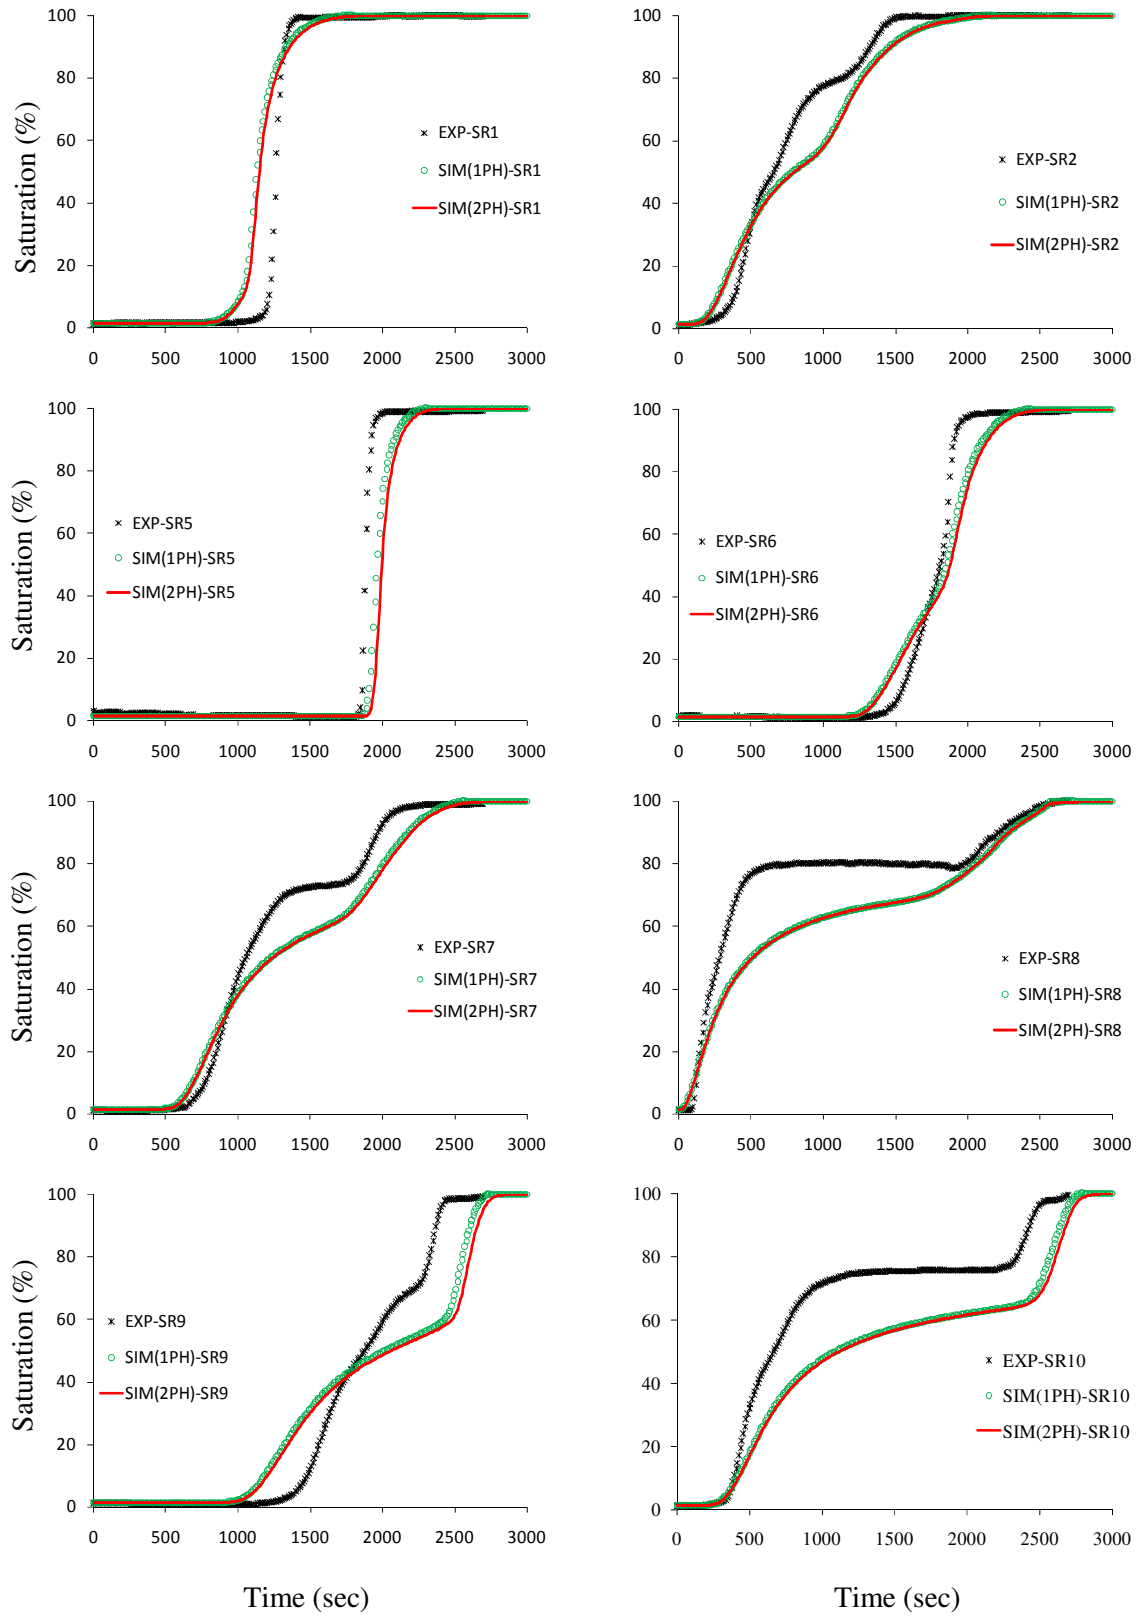 Saturation (%)
100
80
60
40
20
0
0 500 1000 1500 2000 2500 3000
EXP-SR1
SIM(1PH)-SR1
SIM(2PH)-SR1
100
80
60
40
20
0
0 500 1000 1500 2000 2500 3000
EXP-SR2
SIM(1PH)-SR2
SIM(2PH)-SR2
Saturation (%)
100
80
60
40
20
0
0 500 1000 1500 2000 2500 3000
EXP-SR5
SIM(1PH)-SR5
SIM(2PH)-SR5
100
80
60
40
20
0
0 500 1000 1500 2000 2500 3000
EXP-SR6
SIM(1PH)-SR6
SIM(2PH)-SR6
Saturation (%)
100
80
60
40
20
0
0 500 1000 1500 2000 2500 3000
EXP-SR7
SIM(1PH)-SR7
SIM(2PH)-SR7
100
80
60
40
20
0
0 500 1000 1500 2000 2500 3000
EXP-SR8
SIM(1PH)-SR8
SIM(2PH)-SR8
Saturation (%)
100
80
60
40
20
0
0 500 1000 1500 2000 2500 3000
EXP-SR9
SIM(1PH)-SR9
SIM(2PH)-SR9
Time (sec)
100
80
60
40
20
0
0 500 1000 1500 2000 2500 3000
EXP-SR10
SIM(1PH)-SR10
SIM(2PH)-SR10
Time (sec)